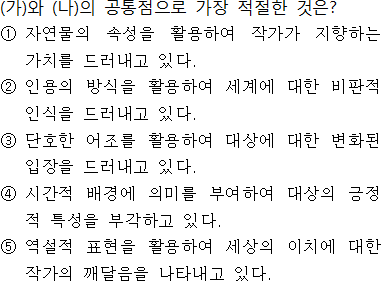 (가)와 (나)의 공통점으로 가장 적절한 것은?
① 자연물의 속성을 활용하여 작가가 지향하는
가치를 드러내고 있다.
② 인용의 방식을 활용하여 세계에 대한 비판적
인식을 드러내고 있다.
③ 단호한 어조를 활용하여 대상에 대한 변화된
입장을 드러내고 있다.
④ 시간적 배경에 의미를 부여하여 대상의 긍정
적 특성을 부각하고 있다.
⑤ 역설적 표현을 활용하여 세상의 이치에 대한
작가의 깨달음을 나타내고 있다.